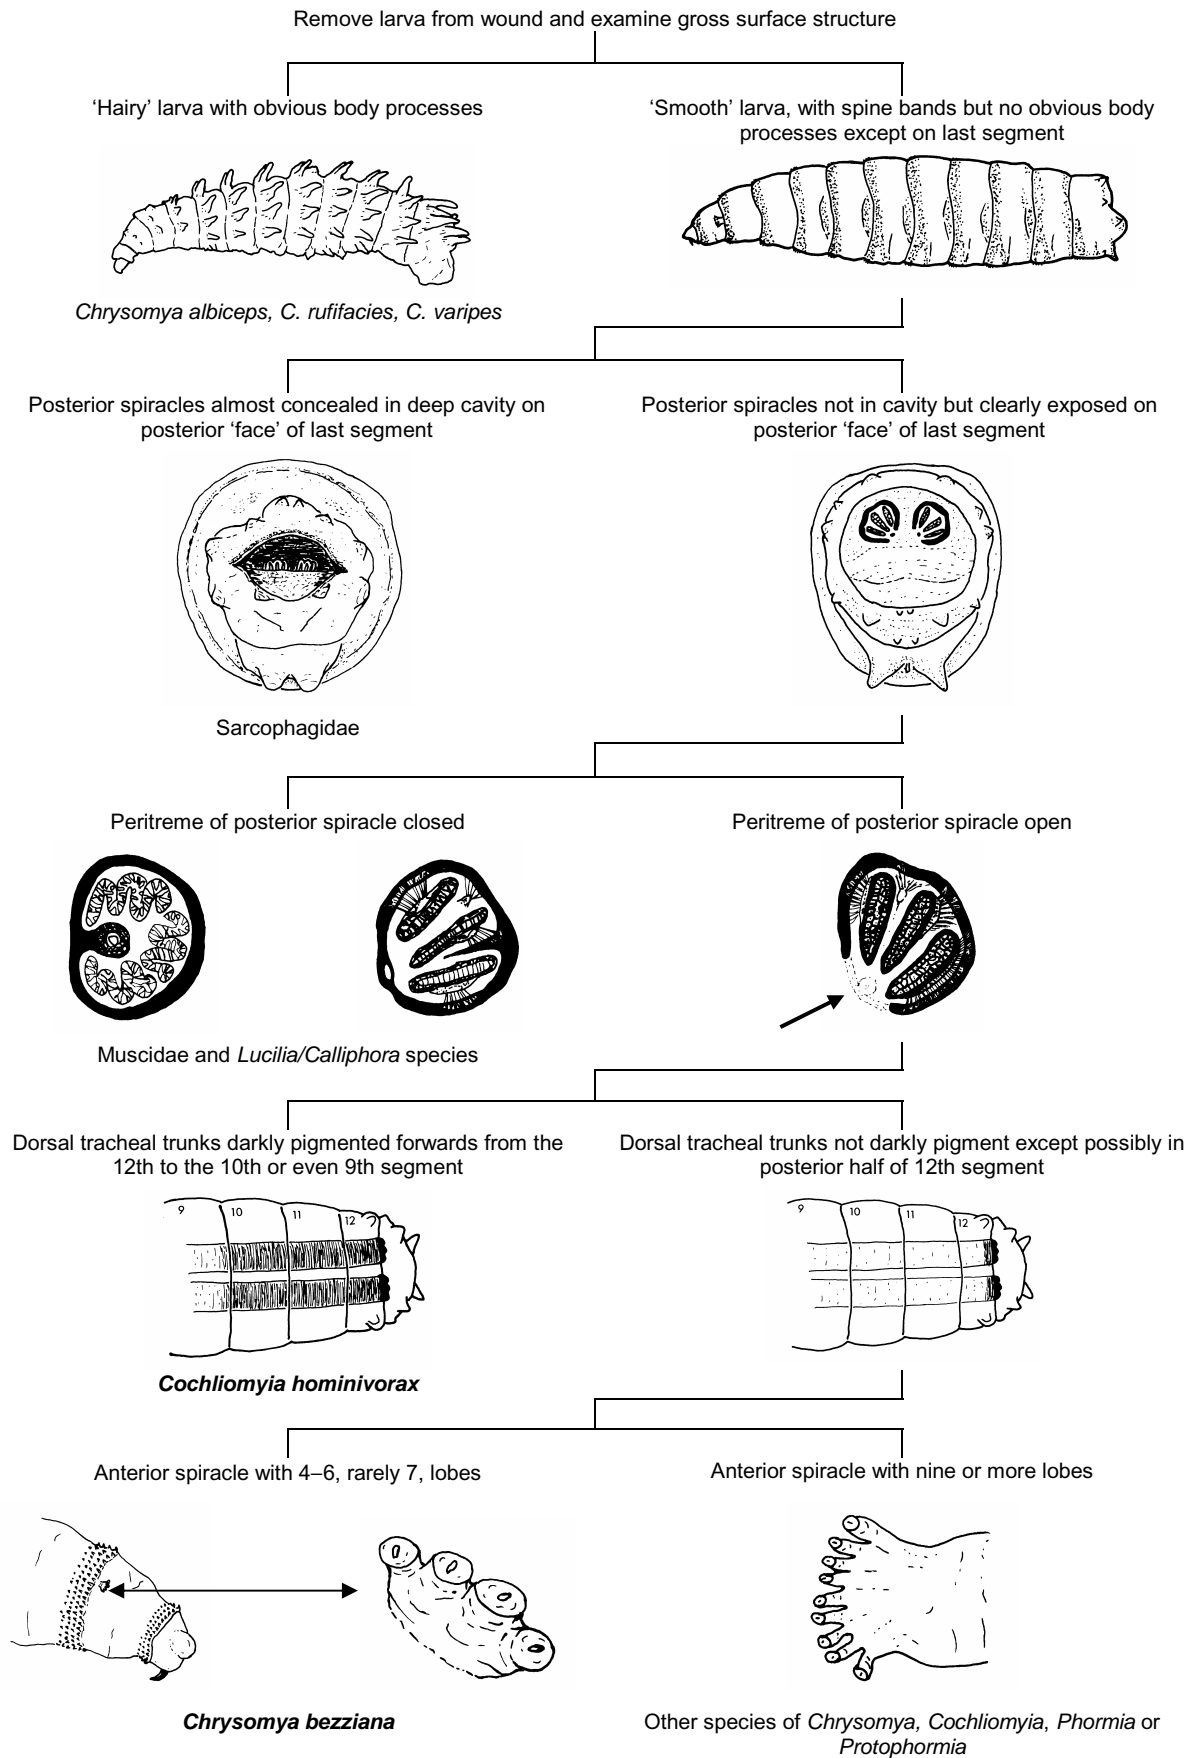 Remove larva from wound and examine gross surface structure
‘Hairy’ larva with obvious body processes
‘Smooth’ larva, with spine bands but no obvious body
processes except on last segment
Chrysomya albiceps, C. rufifacies, C. varipes
Posterior spiracles almost concealed in deep cavity on
posterior ‘face’ of last segment
Posterior spiracles not in cavity but clearly exposed on
posterior ‘face’ of last segment
Sarcophagidae
Peritreme of posterior spiracle closed
Peritreme of posterior spiracle open
Muscidae and Lucilia/Calliphora species
Dorsal tracheal trunks darkly pigmented forwards from the
12th to the 10th or even 9th segment
Dorsal tracheal trunks not darkly pigment except possibly in
posterior half of 12th segment
9 10 11 12
9 10 11 12
Cochliomyia hominivorax
Anterior spiracle with 4–6, rarely 7, lobes
Anterior spiracle with nine or more lobes
Chrysomya bezziana
Other species of Chrysomya, Cochliomyia, Phormia or
Protophormia